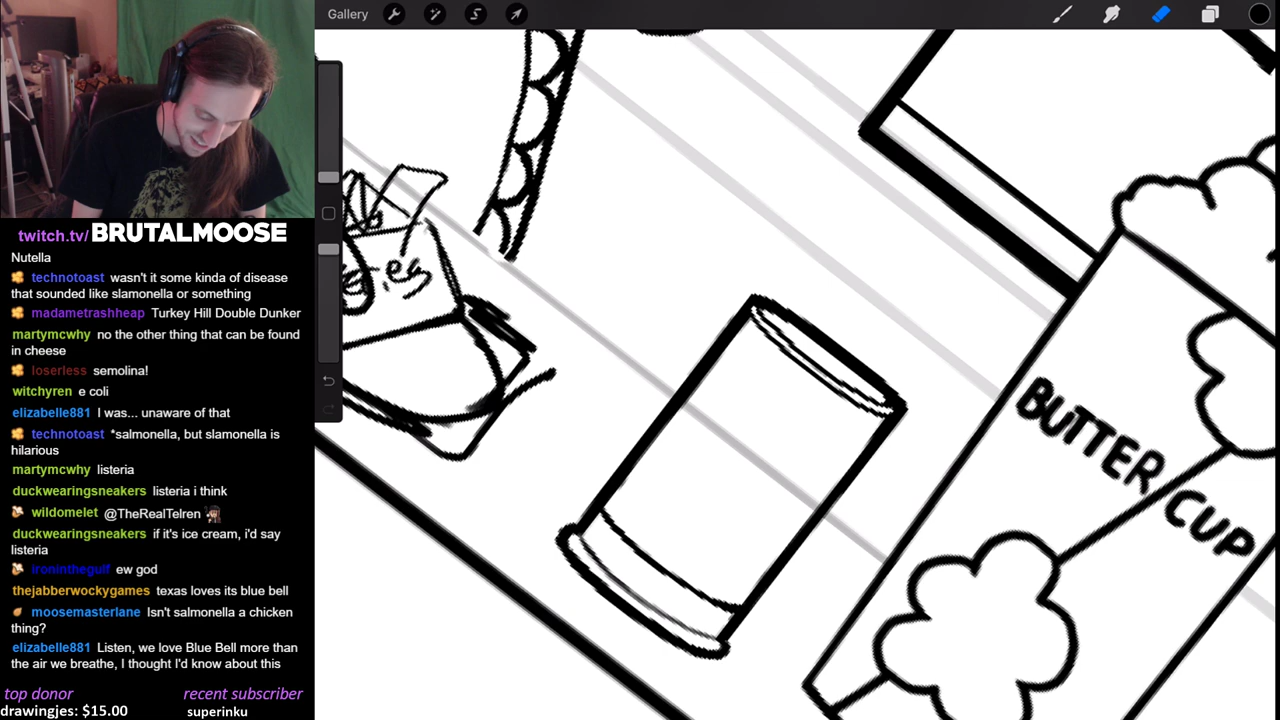 Gallery
twitch.tv/BRUTALMOOSE
Nutella
technotoast wasn't it some kinda of disease
that sounded like slamonella or something
madametrashheap Turkey Hill Double Dunker
martymcwhy no the other thing that can be found
in cheese
loserless semolina!
witchyren e coli
elizabelle881 I was... unaware of that
technotoast *salmonella, but slamonella is
hilarious
martymcwhy listeria
duckwearingsneakers listeria i think
wildomelet @TheRealTelren
duckwearingsneakers if it's ice cream, i'd say
listeria
ironinthegulf ew god
thejabberwockygames texas loves its blue bell
moosemasterlane Isn't salmonella a chicken
thing?
elizabelle881 Listen, we love Blue Bell more than
the air we breathe, I thought I'd know about this
top donor
drawingjes: $15.00
recent subscriber
superinku
BUTTER CUP